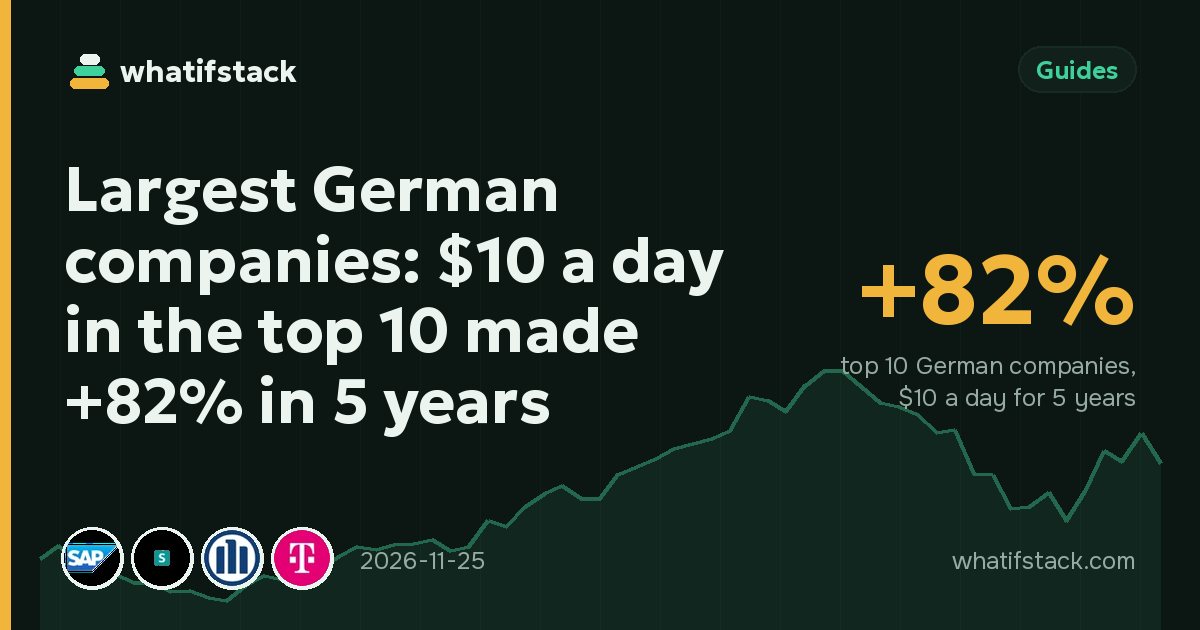 whatifstack
Guides
Largest German
companies: $10 a day
in the top 10 made
+82% in 5 years
+82%
top 10 German companies,
$10 a day for 5 years
SAP
S
T
2026-11-25
whatifstack.com